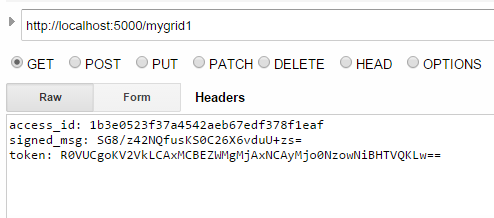 http://localhost:5000/mygrid1
GET POST PUT PATCH DELETE HEAD OPTIONS
Raw Form Headers
access_id: 1b3e0523f37a4542aeb67edf378f1eaf
signed_msg: SG8/z42NQfusKS0C26X6vduU+zs=
token: R0VUCgoKV2VkLCAxMCBEZWMgMjAxNCAyMjo0NzowNiBHTVQKLw==